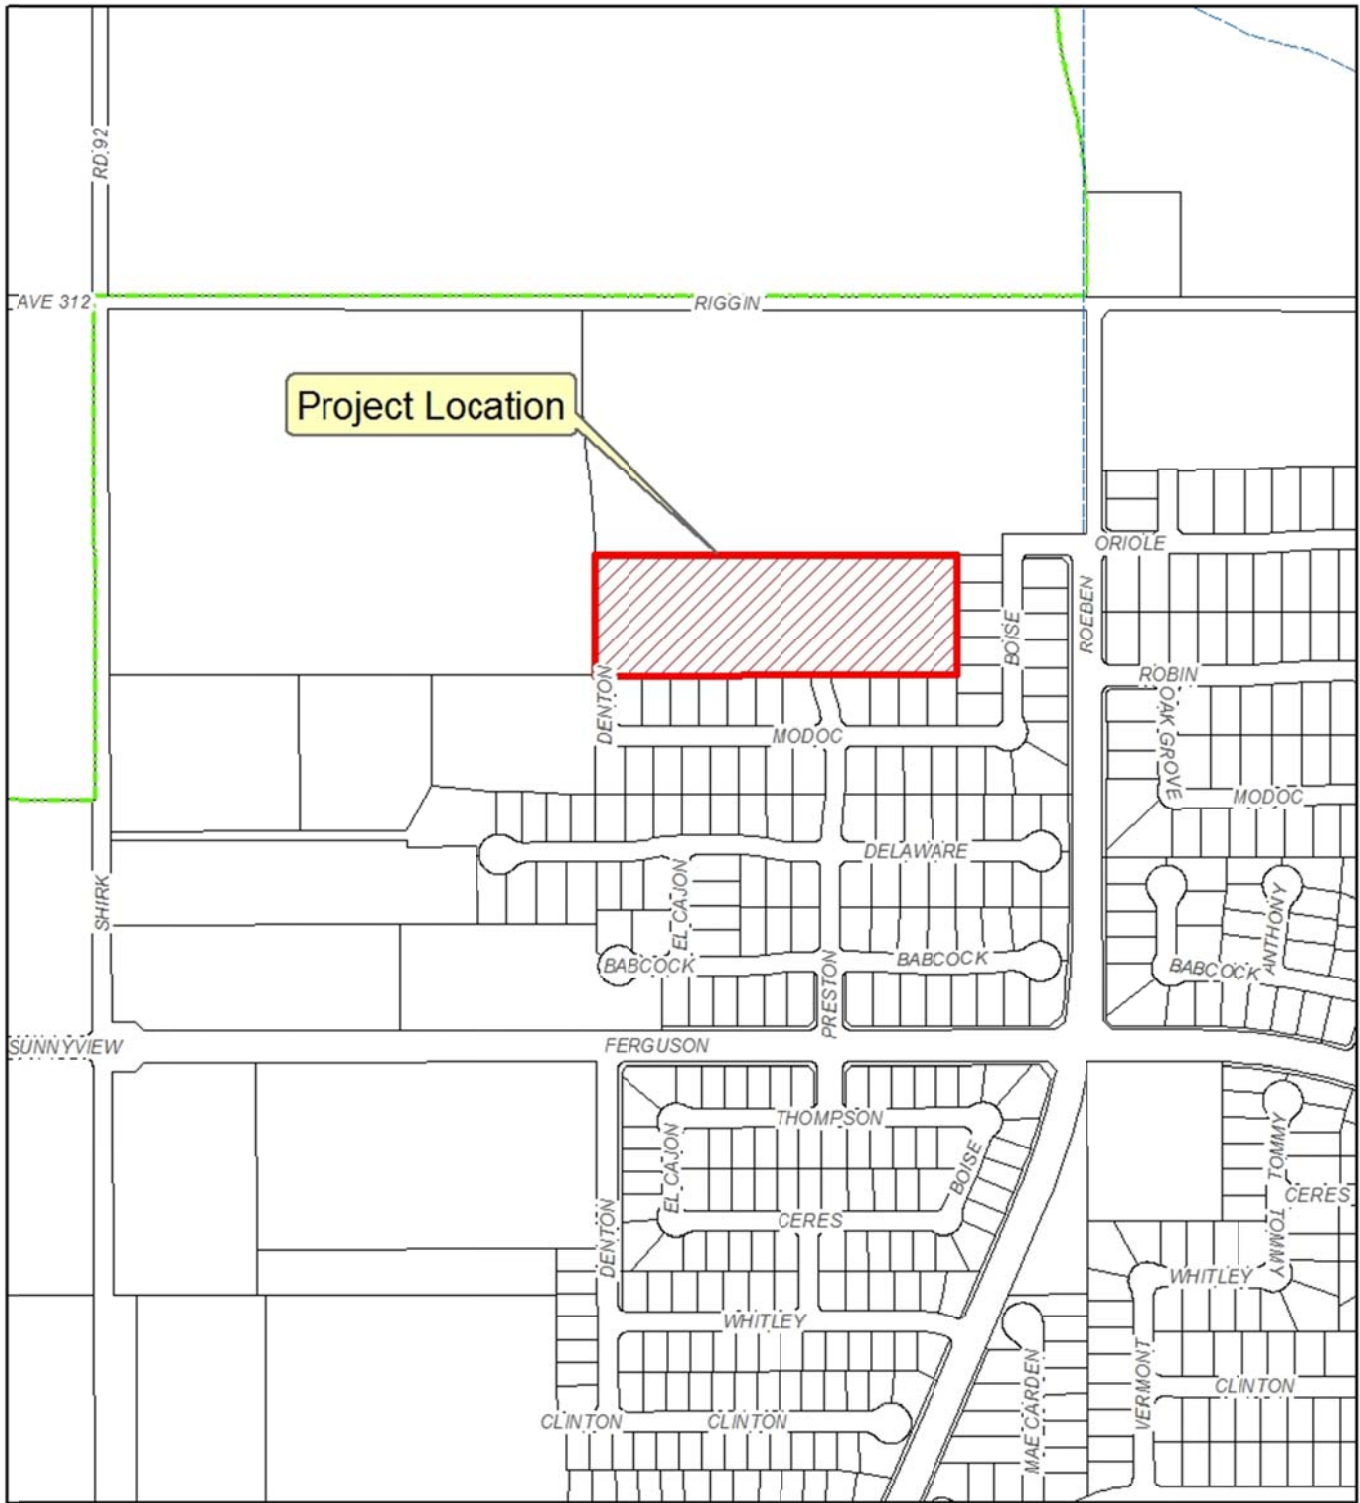 RD 92
AVE 312
RIGGIN
Project Location
ORIOLE
ROEBEN
BOISE
ROBIN
DENTON
OAK GROVE
MODOC
MODOC
DELAWARE
SHIRK
EL CAJON
ANTHONY
BABCOCK
BABCOCK
BABCOCK
PRESTON
SUNNYVIEW
FERGUSON
THOMPSON
TOMMY
EL CAJON
BOISE
CERES
CERES
DENTON
TOMMY
WHITLEY
WHITLEY
MAE CARDEN
VERMONT
CLINTON
CLINTON
CLINTON